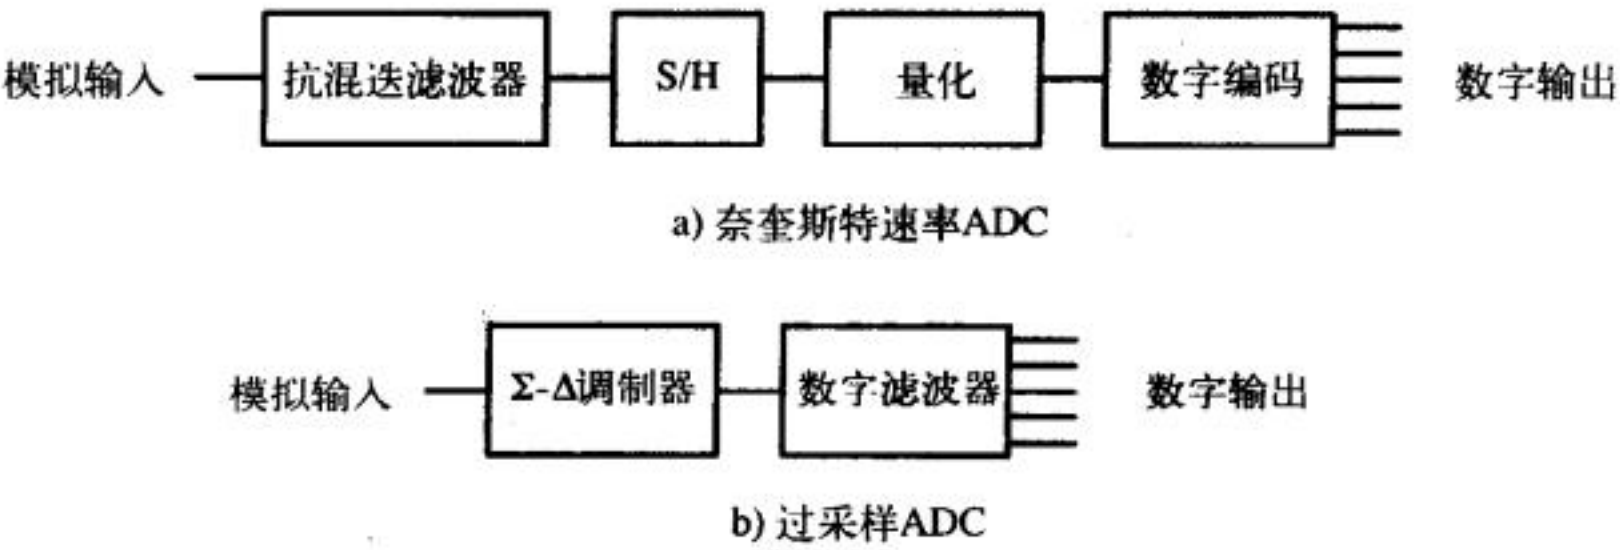 模拟输入 抗混迭滤波器 S/H 量化 数字编码 数字输出
a) 奈奎斯特速率ADC
模拟输入 Σ-Δ调制器 数字滤波器 数字输出
b) 过采样ADC